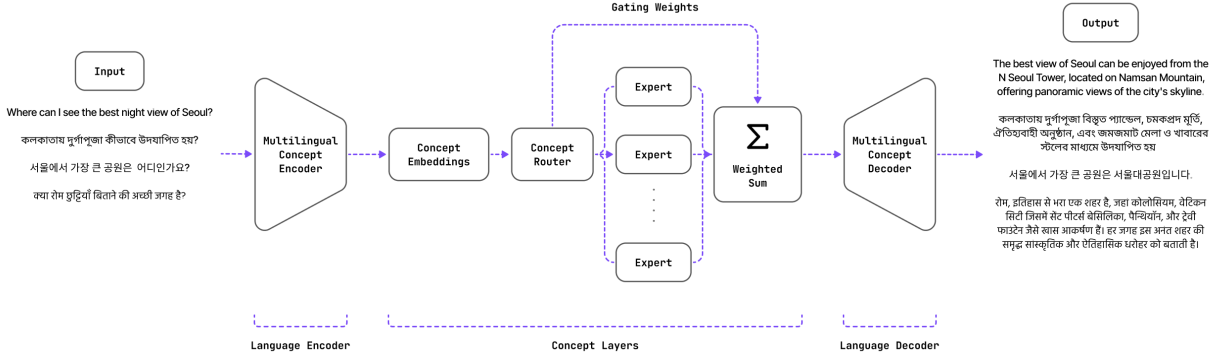 Input
Where can I see the best night view of Seoul?
কলকাতায় দুর্গাপূজা কীভাবে উদযাপিত হয়?
서울에서 가장 큰 공원은 어디인가요?
क्या रोम छुट्टियाँ बिताने की अच्छी जगह है?
Multilingual
Concept
Encoder
Concept
Embeddings
Concept
Router
Gating Weights
Expert
Expert
Expert
Σ
Weighted
Sum
Multilingual
Concept
Decoder
Output
The best view of Seoul can be enjoyed from the
N Seoul Tower, located on Namsan Mountain,
offering panoramic views of the city's skyline.
কলকাতায় দুর্গাপূজা বিস্তৃত প্যান্ডেল, চমকপ্রদ মূর্তি,
ঐতিহ্যবাহী অনুষ্ঠান, এবং জমজমাট মেলা ও খাবারের
স্টলের মাধ্যমে উদযাপিত হয়
서울에서 가장 큰 공원은 서울대공원입니다.
रोम, इतिहास से भरा एक शहर है, जहां कोलोसियम, वेटिकन
सिटी जिसमें सेंट पीटर्स बेसिलिका, पैन्थियॉन, और ट्रेवी
फाउंटेन जैसे खास आकर्षण हैं। हर जगह इस अनंत शहर की
समृद्ध सांस्कृतिक और ऐतिहासिक धरोहर को बताती है।
Language Encoder
Concept Layers
Language Decoder